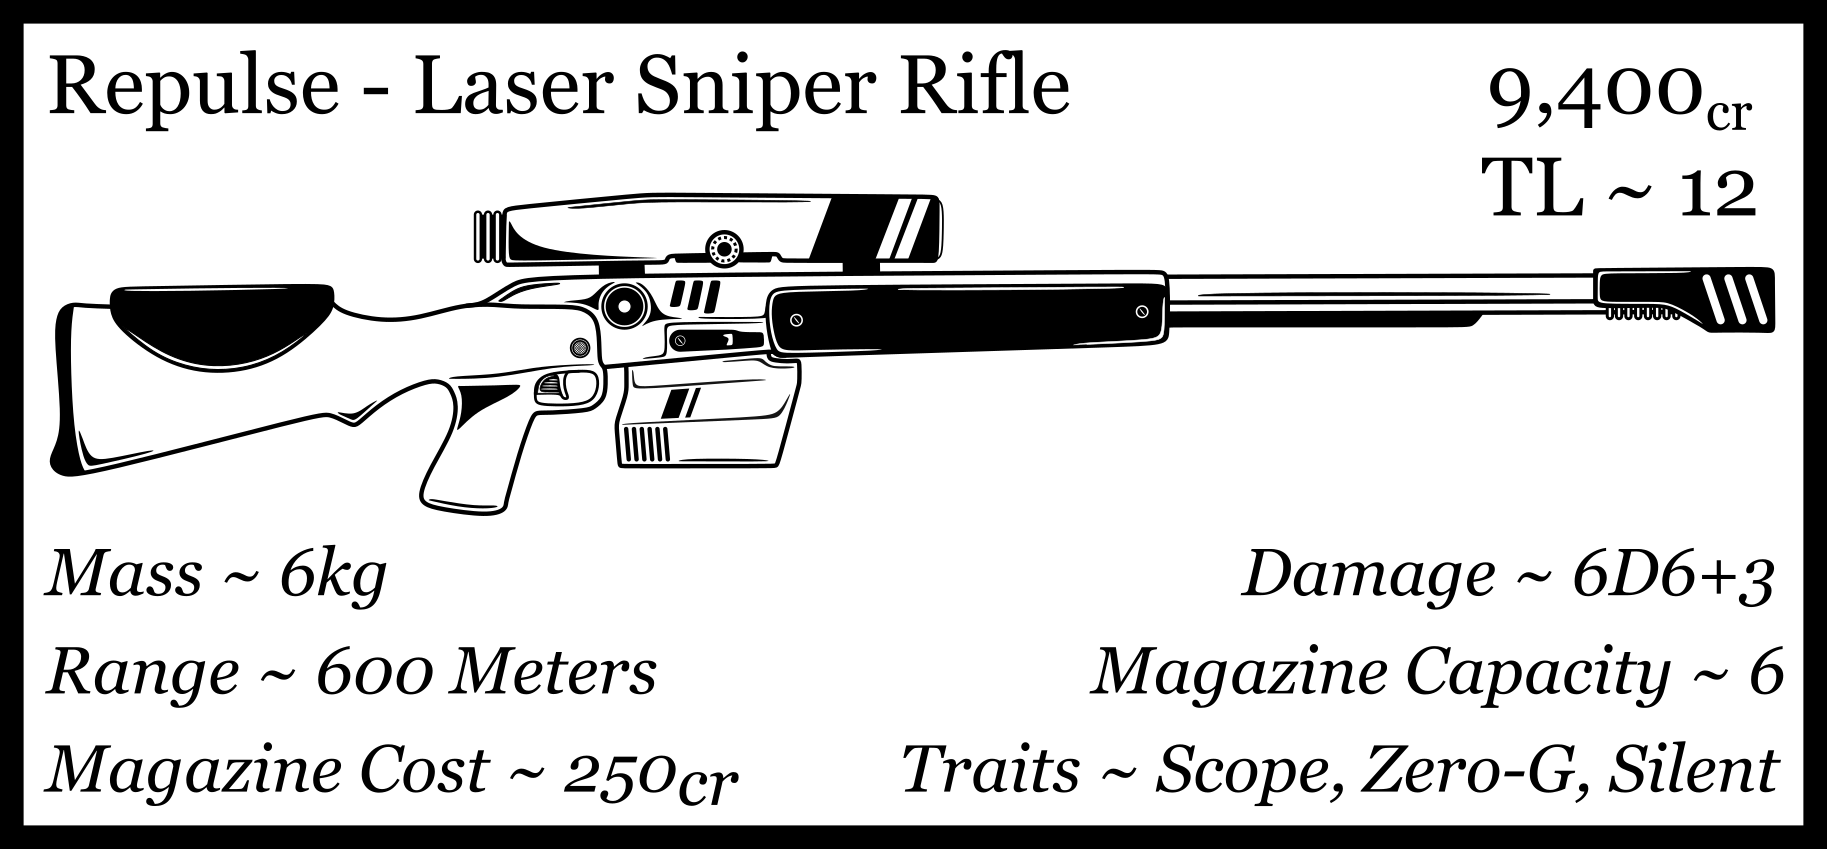 Repulse - Laser Sniper Rifle
9,400cr
TL ~ 12
Mass ~ 6kg
Damage ~ 6D6+3
Range ~ 600 Meters
Magazine Capacity ~ 6
Magazine Cost ~ 250cr
Traits ~ Scope, Zero-G, Silent